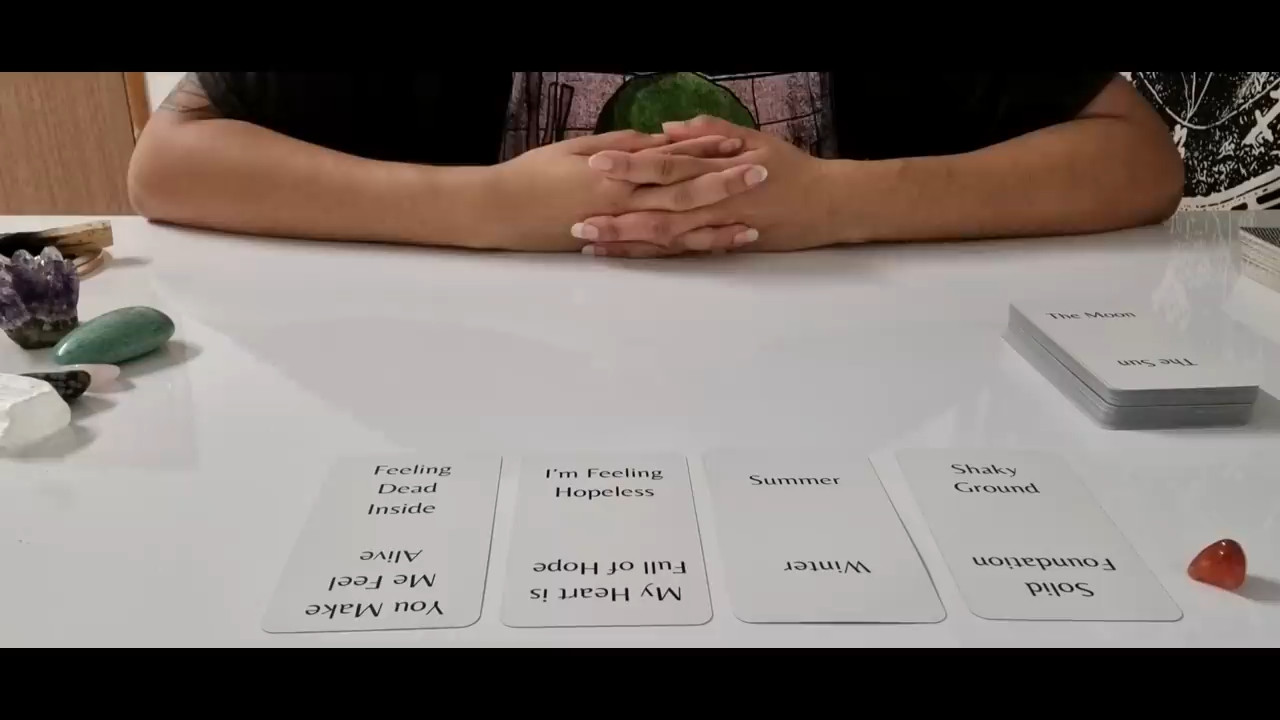 The Moon
The Sun
Feeling
Dead
Inside
You Make
Me Feel
Alive
I'm Feeling
Hopeless
My Heart is
Full of Hope
Summer
Winter
Shaky
Ground
Solid
Foundation